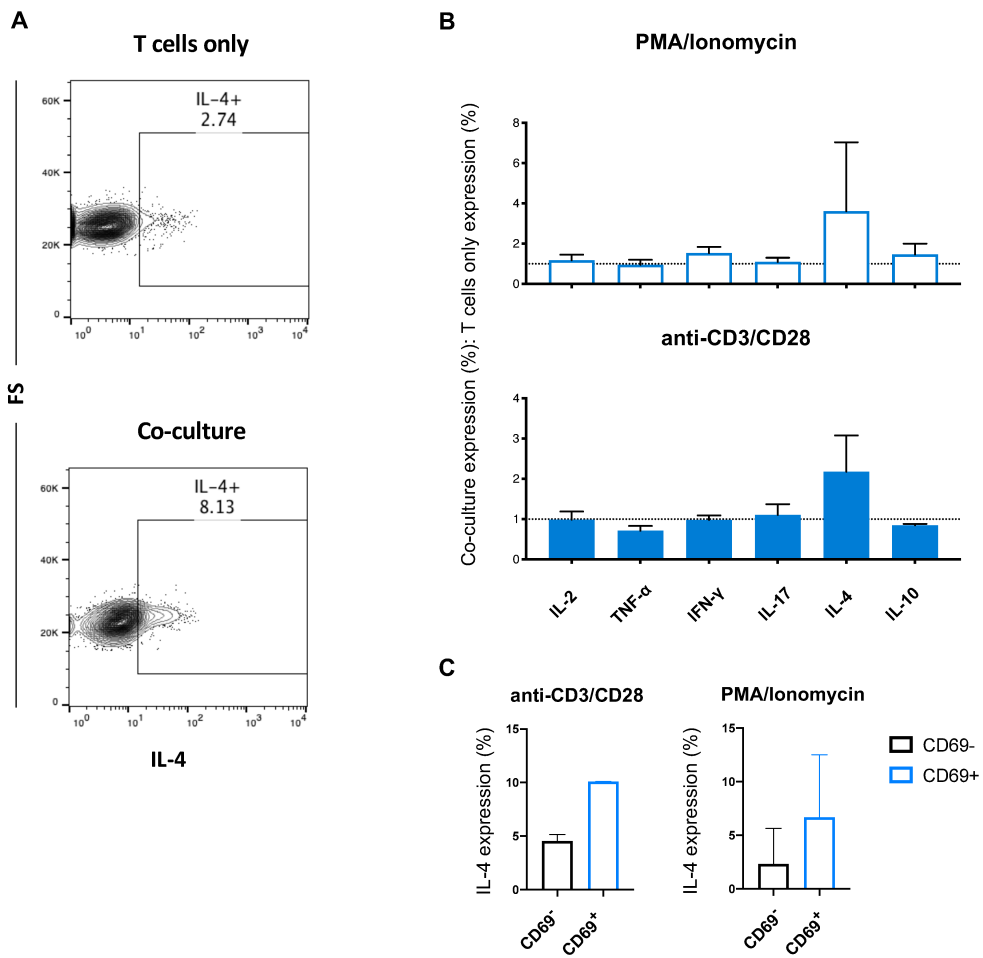 A
T cells only
IL-4+
2.74
60K
40K
20K
0
10^0
10^1
10^2
10^3
10^4
FS
Co-culture
IL-4+
8.13
60K
40K
20K
0
10^0
10^1
10^2
10^3
10^4
IL-4
B
PMA/Ionomycin
Co-culture expression (%): T cells only expression (%)
8
6
4
2
0
anti-CD3/CD28
4
3
2
1
0
IL-2
TNF-α
IFN-γ
IL-17
IL-4
IL-10
C
anti-CD3/CD28
IL-4 expression (%)
15
10
5
0
CD69-
CD69+
PMA/Ionomycin
IL-4 expression (%)
15
10
5
0
CD69-
CD69+
CD69-
CD69+